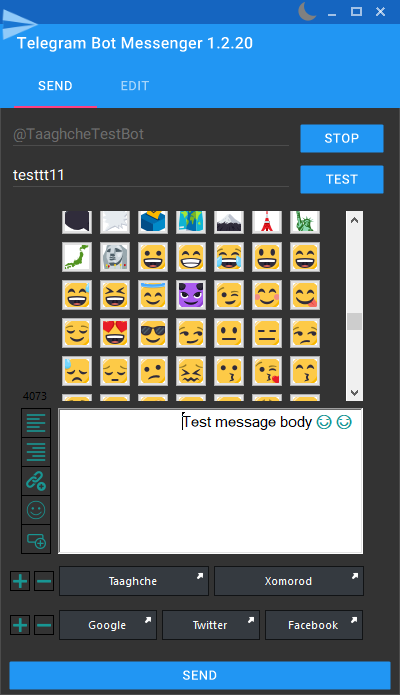 Telegram Bot Messenger 1.2.20
SEND EDIT
@TaaghcheTestBot STOP
testtt11 TEST
4073
Test message body ☺☺
Taaghche Xomorod
Google Twitter Facebook
SEND